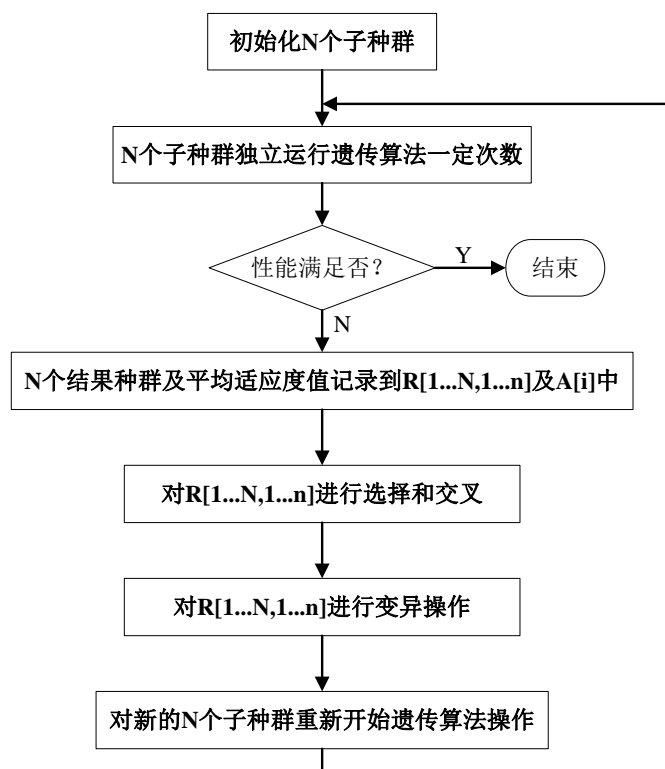 初始化N个子种群
N个子种群独立运行遗传算法一定次数
性能满足否？
Y
结束
N
N个结果种群及平均适应度值记录到R[1...N,1...n]及A[i]中
对R[1...N,1...n]进行选择和交叉
对R[1...N,1...n]进行变异操作
对新的N个子种群重新开始遗传算法操作